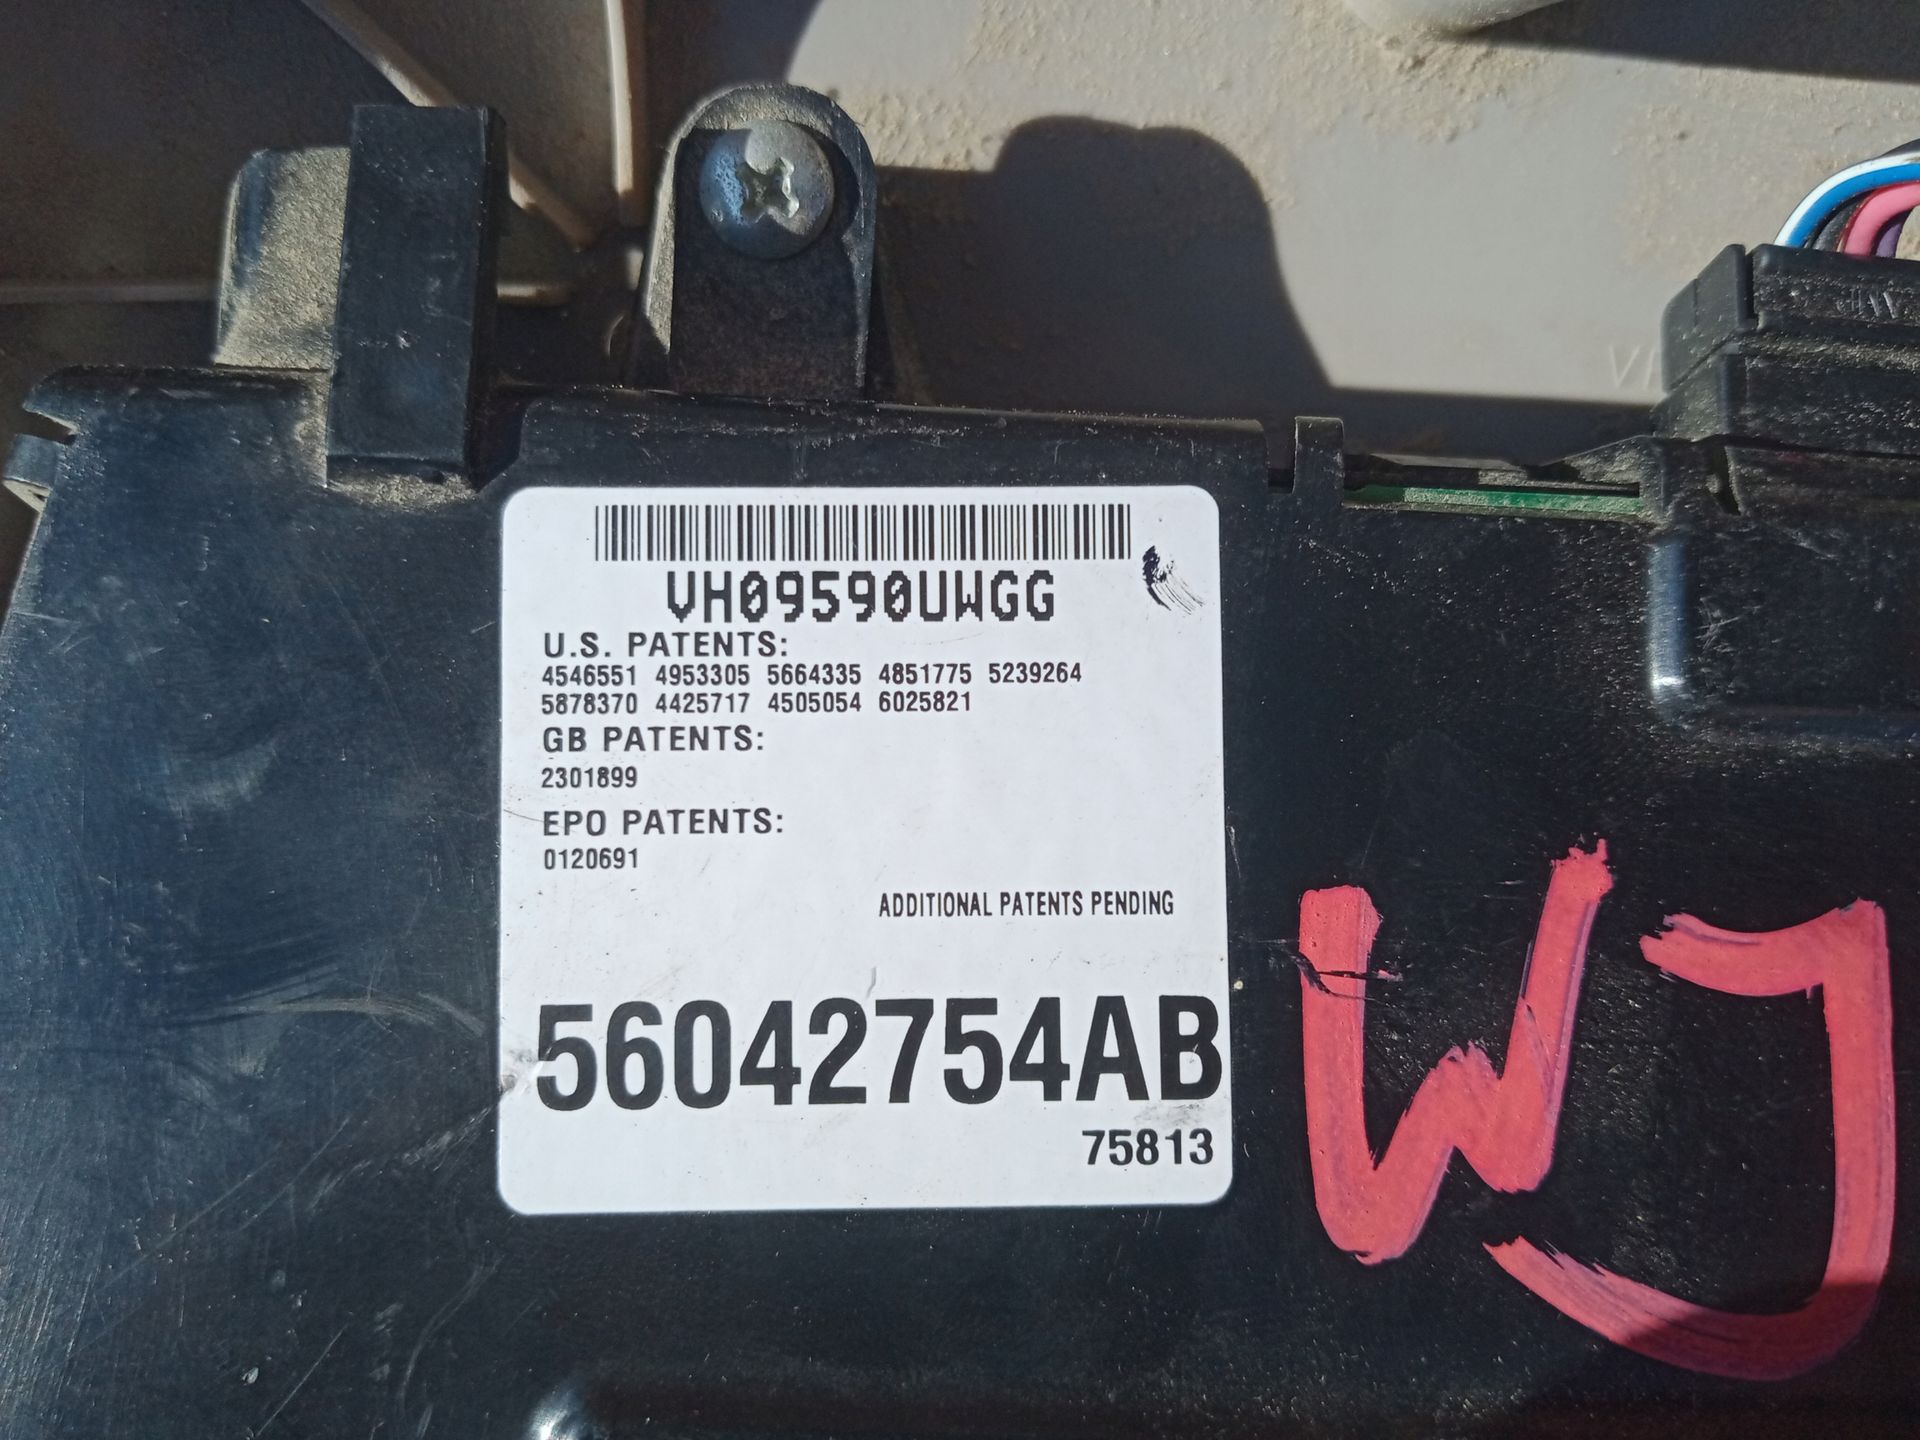 VH09590UWGG
U.S. PATENTS:
4546551 4953305 5664335 4851775 5239264
5878370 4425717 4505054 6025821
GB PATENTS:
2301899
EPO PATENTS:
0120691
ADDITIONAL PATENTS PENDING
56042754AB
75813
WJ